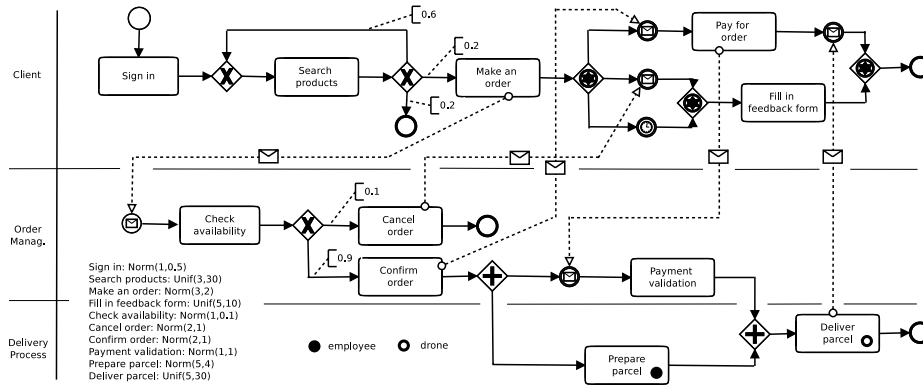 0.6
Pay for
order
0.2
Client
Sign in
Search
products
Make an
order
0.2
Fill in
feedback form
0.1
Order
Manag.
Check
availability
Cancel
order
0.9
Confirm
order
Payment
validation
Sign in: Norm(1,0.5)
Search products: Unif(3,30)
Make an order: Norm(3,2)
Fill in feedback form: Unif(5,10)
Check availability: Norm(1,0.1)
Cancel order: Norm(2,1)
Confirm order: Norm(2,1)
Payment validation: Norm(1,1)
Prepare parcel: Norm(5,4)
Deliver parcel: Unif(5,30)
Delivery
Process
employee
drone
Deliver
parcel
Prepare
parcel